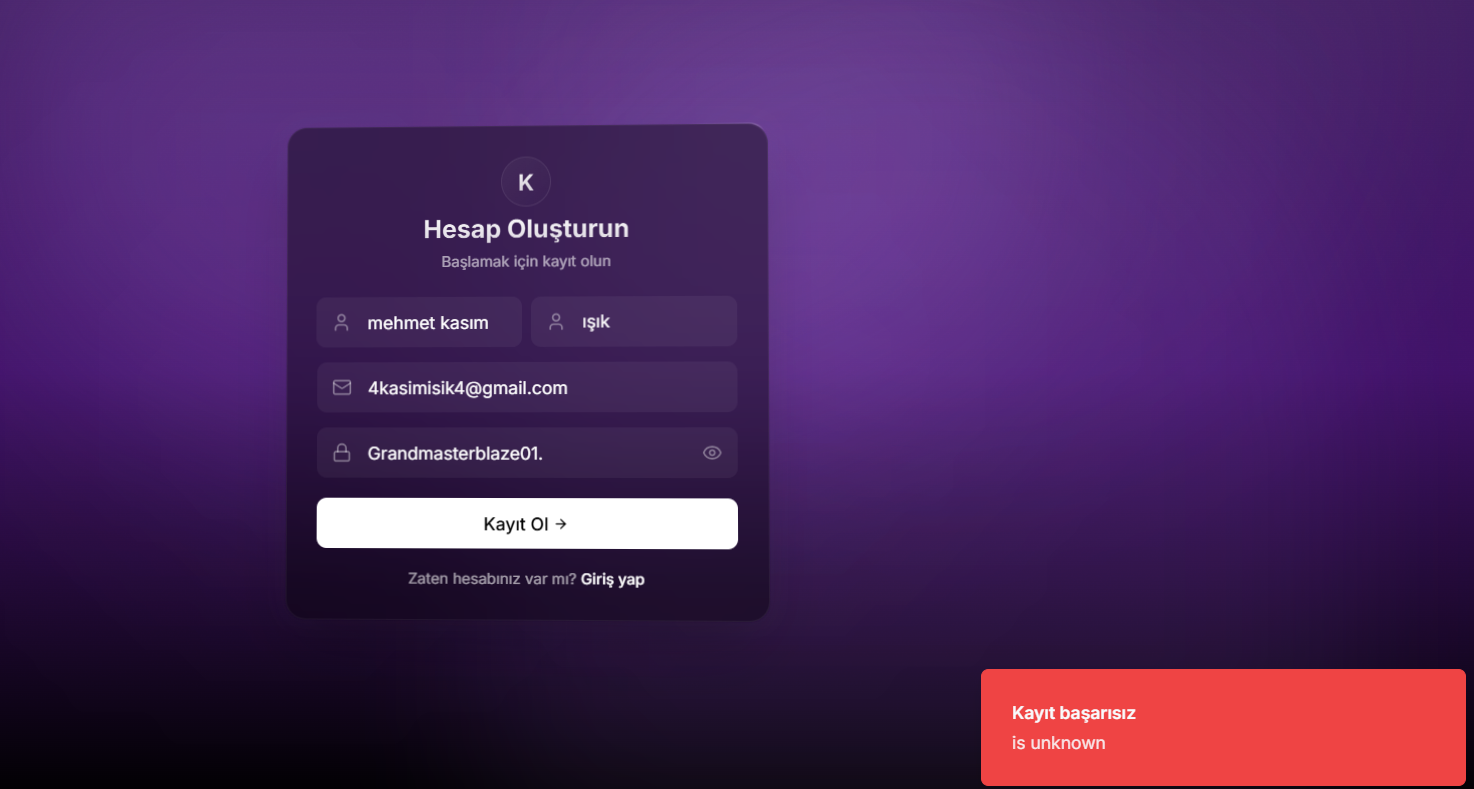 K
Hesap Oluşturun
Başlamak için kayıt olun
mehmet kasım ışık
4kasimisik4@gmail.com
Grandmasterblaze01.
Kayıt Ol →
Zaten hesabınız var mı? Giriş yap
Kayıt başarısız
is unknown